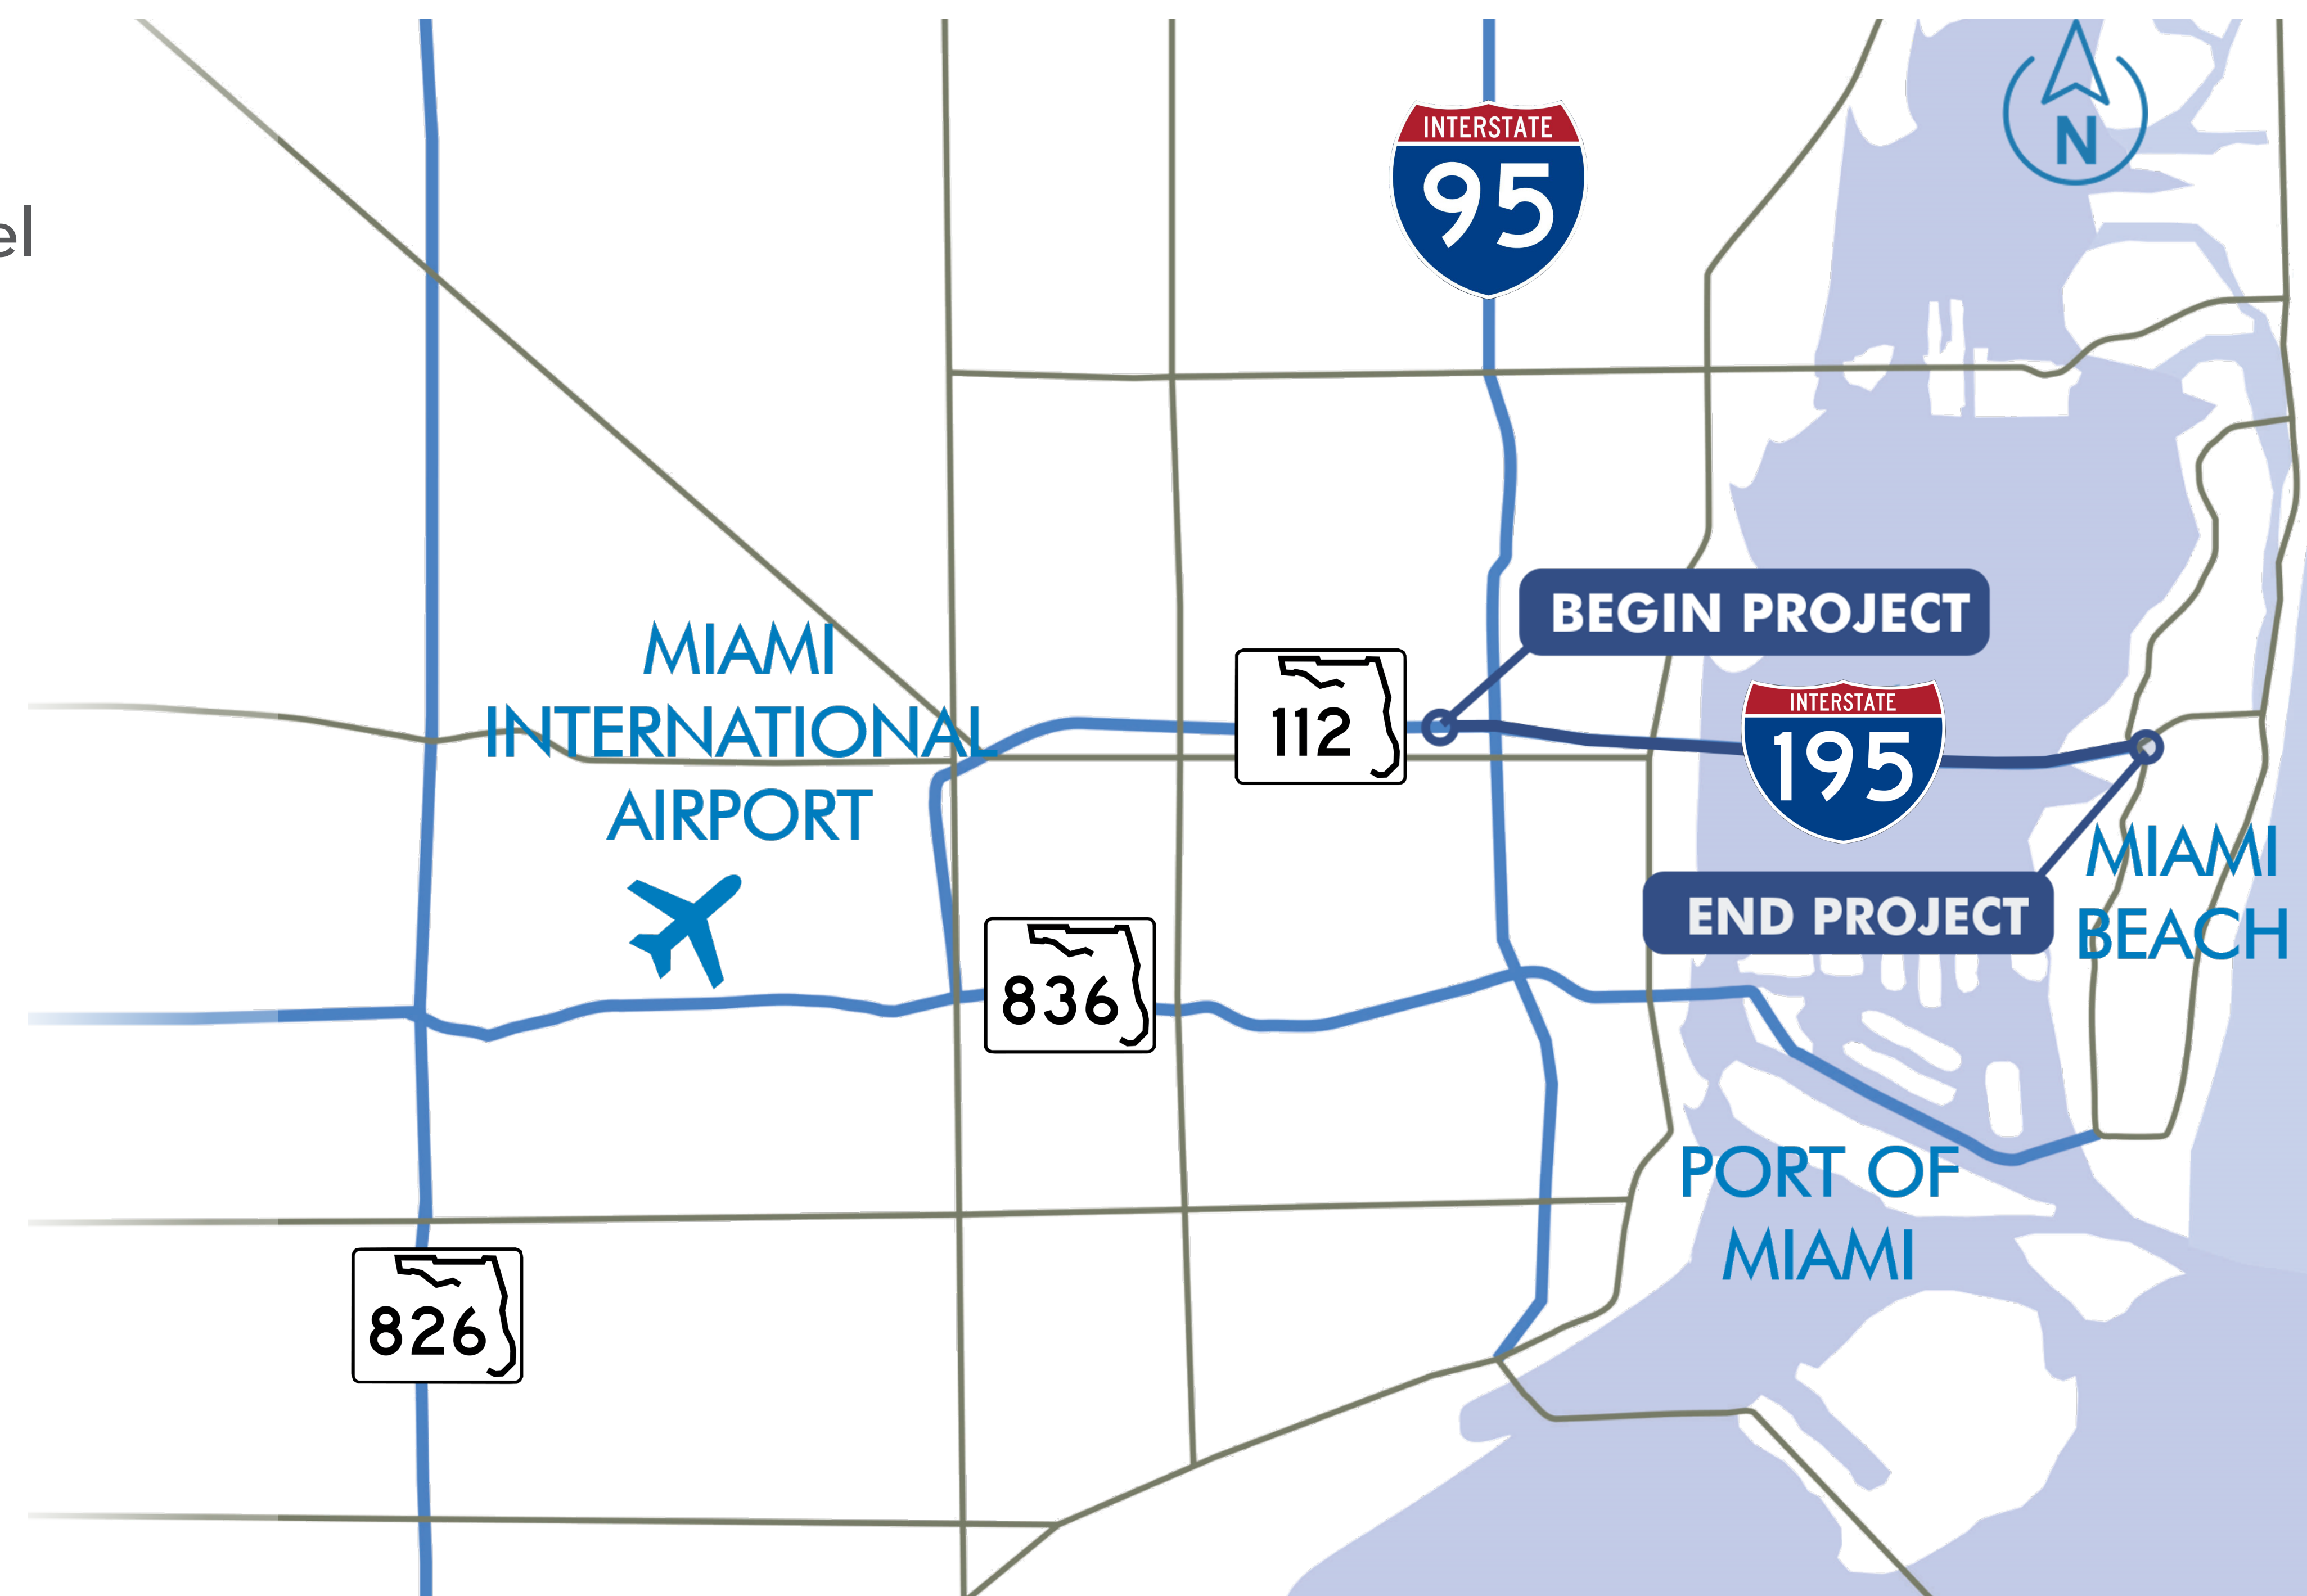 INTERSTATE
95
N
el
BEGIN PROJECT
MIAMI
INTERNATIONAL
AIRPORT
112
INTERSTATE
195
MIAMI
BEACH
END PROJECT
836
PORT OF
MIAMI
826